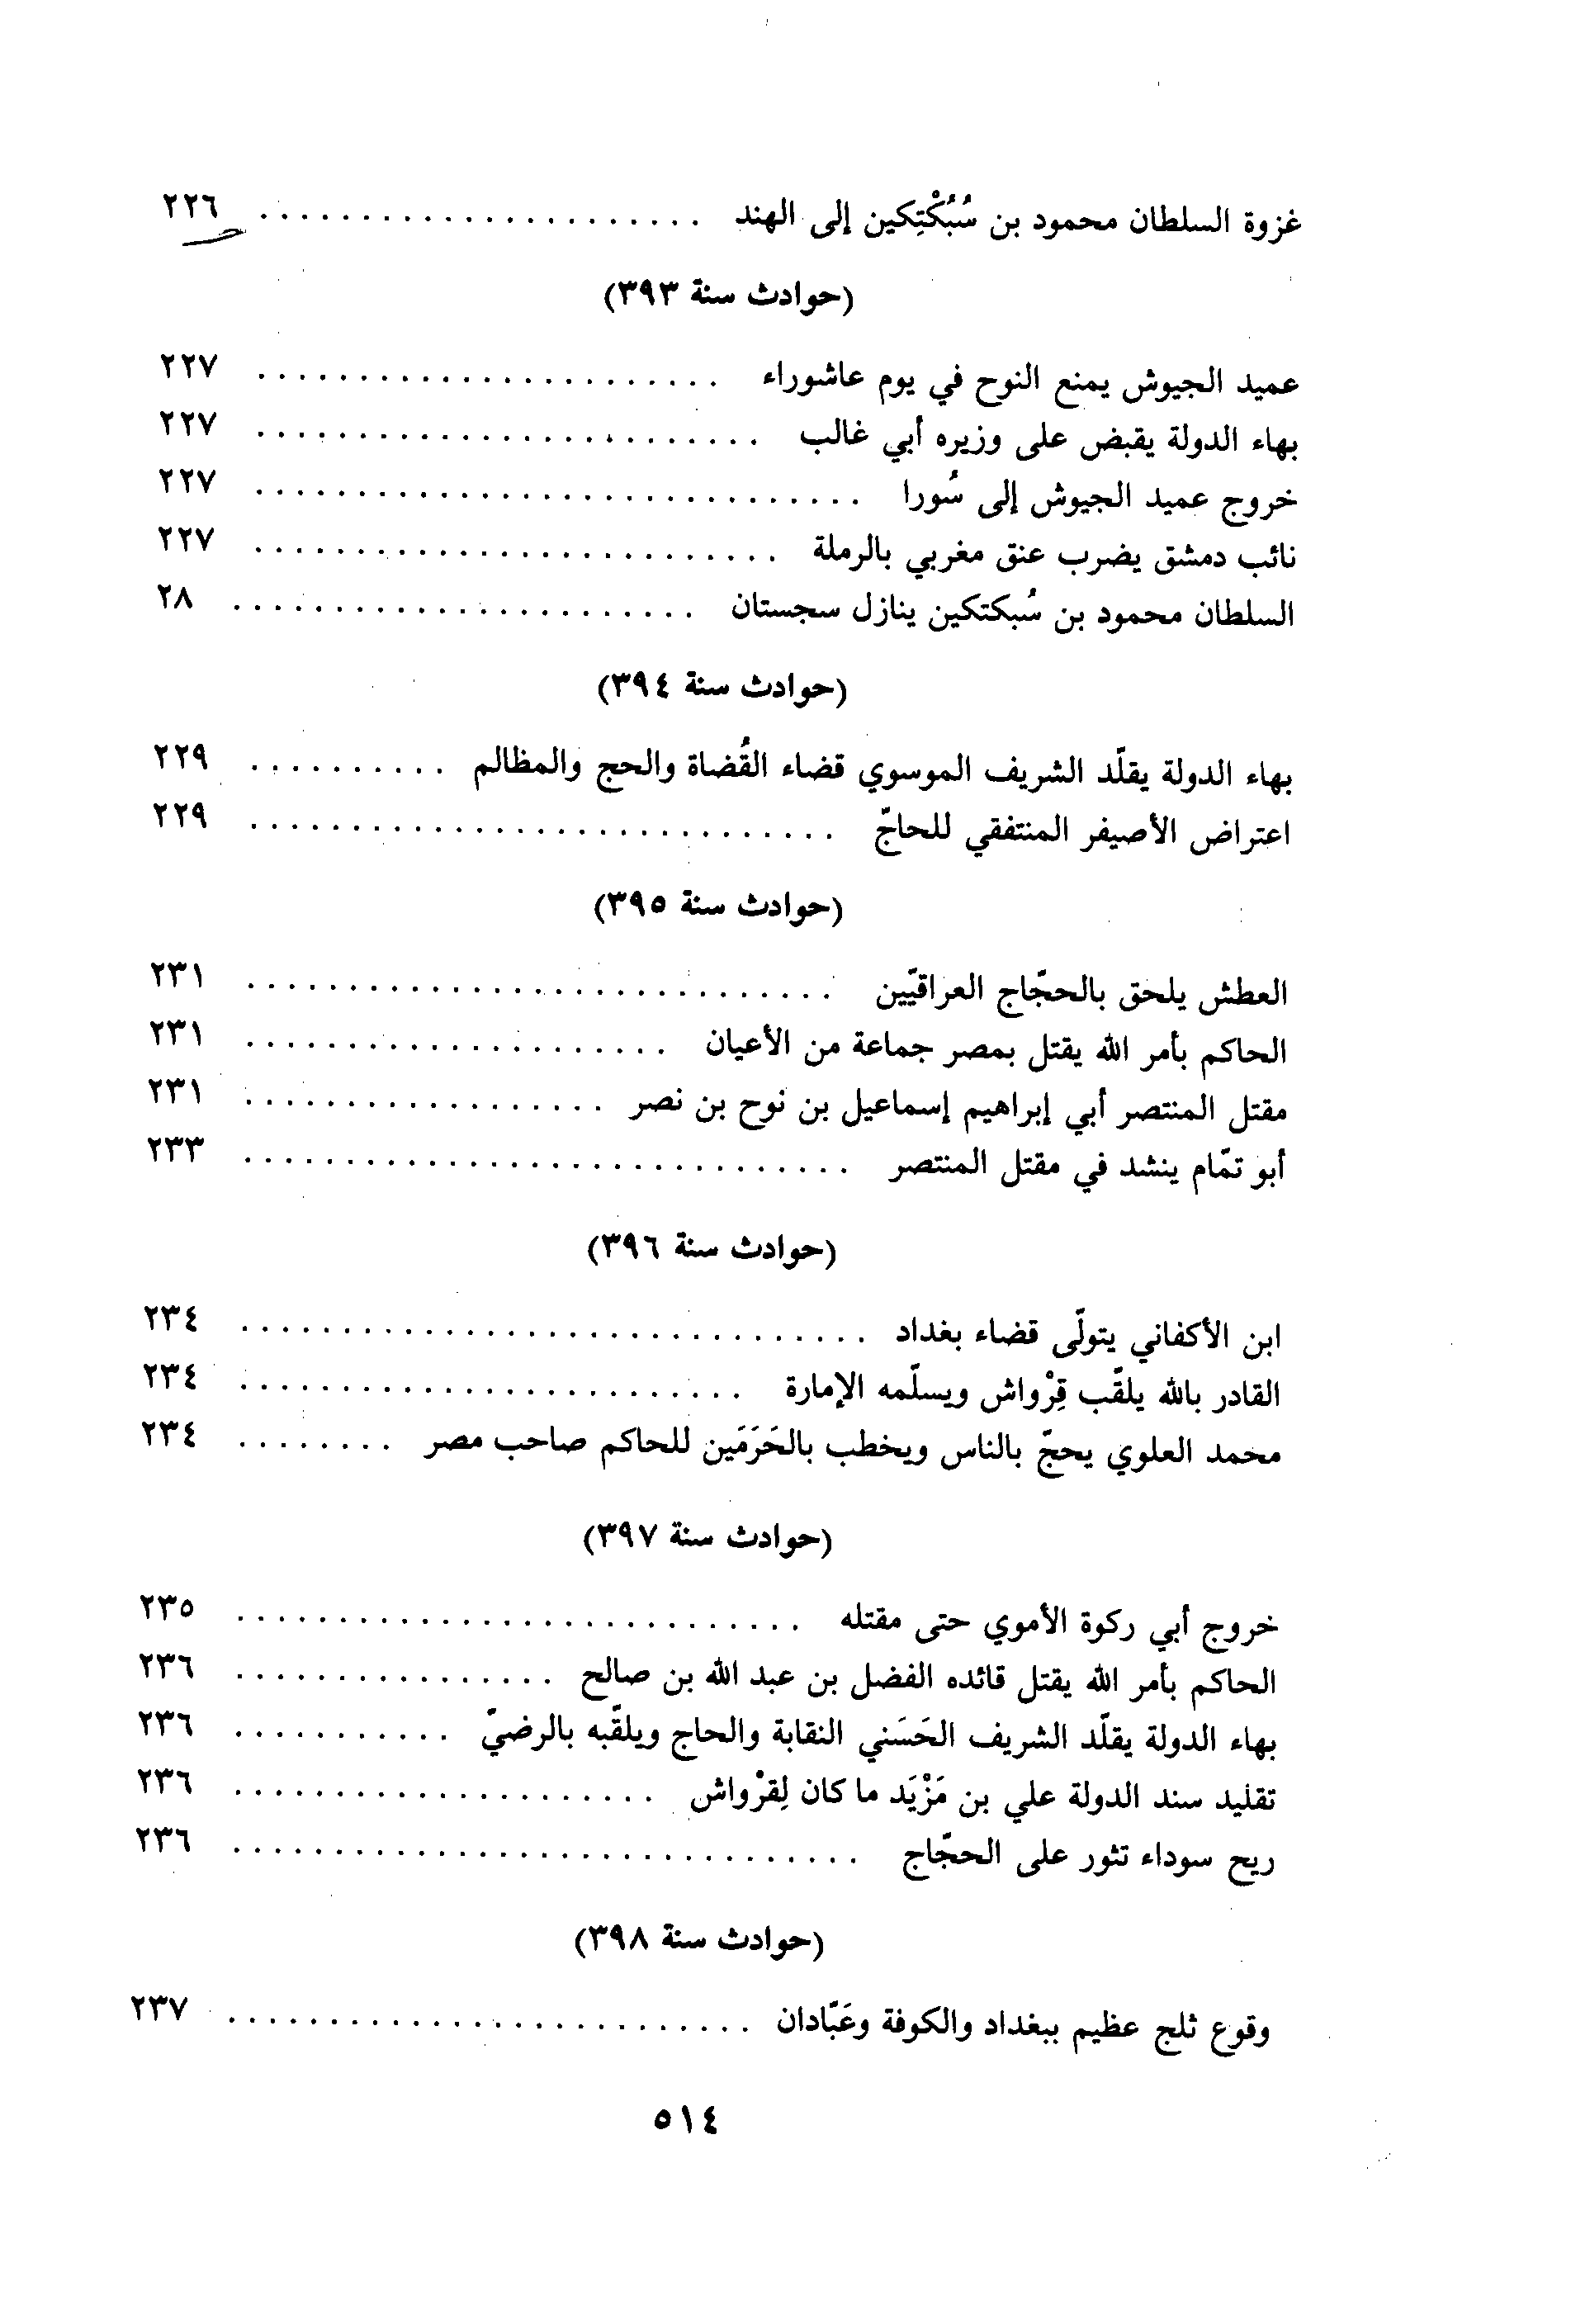 غزوة السلطان محمود بن سُبُكْتِكين إلى الهند . . . . . . . . . . . . . . . . . . . . . . ٢٢٦
(حوادث سنة ٣٩٣)
عميد الجيوش يمنع النوح في يوم عاشوراء . . . . . . . . . . . . . . . . . . . . . . . ٢٢٧
بهاء الدولة يقبض على وزيره أبي غالب . . . . . . . . . . . . . . . . . . . . . . . . . ٢٢٧
خروج عميد الجيوش إلى سُورا . . . . . . . . . . . . . . . . . . . . . . . . . . . . . . ٢٢٧
نائب دمشق يضرب عنق مغربي بالرملة . . . . . . . . . . . . . . . . . . . . . . . . . . ٢٢٧
السلطان محمود بن سُبكتكين ينازل سجستان . . . . . . . . . . . . . . . . . . . . . . . ٢٨
(حوادث سنة ٣٩٤)
بهاء الدولة يقلّد الشريف الموسوي قضاء القُضاة والحج والمظالم . . . . . . . . . . ٢٢٩
اعتراض الأصيفر المنتفقي للحاجّ . . . . . . . . . . . . . . . . . . . . . . . . . . . . . ٢٢٩
(حوادث سنة ٣٩٥)
العطش يلحق بالحجّاج العراقيّين . . . . . . . . . . . . . . . . . . . . . . . . . . . . . ٢٣١
الحاكم بأمر الله يقتل بمصر جماعة من الأعيان . . . . . . . . . . . . . . . . . . . . . ٢٣١
مقتل المنتصر أبي إبراهيم إسماعيل بن نوح بن نصر . . . . . . . . . . . . . . . . . . ٢٣١
أبو تمّام ينشد في مقتل المنتصر . . . . . . . . . . . . . . . . . . . . . . . . . . . . . . ٢٣٣
(حوادث سنة ٣٩٦)
ابن الأكفاني يتولّى قضاء بغداد . . . . . . . . . . . . . . . . . . . . . . . . . . . . . . . ٢٣٤
القادر بالله يلقّب قِرْواش ويسلّمه الإمارة . . . . . . . . . . . . . . . . . . . . . . . . . ٢٣٤
محمد العلوي يحجّ بالناس ويخطب بالحَرَمَين للحاكم صاحب مصر . . . . . . . . ٢٣٤
(حوادث سنة ٣٩٧)
خروج أبي ركوة الأموي حتى مقتله . . . . . . . . . . . . . . . . . . . . . . . . . . . . ٢٣٥
الحاكم بأمر الله يقتل قائده الفضل بن عبد الله بن صالح . . . . . . . . . . . . . . . . ٢٣٦
بهاء الدولة يقلّد الشريف الحَسَني النقابة والحاج ويلقّبه بالرضيّ . . . . . . . . . . . ٢٣٦
تقليد سند الدولة علي بن مَزْيَد ما كان لِقرْواش . . . . . . . . . . . . . . . . . . . . . ٢٣٦
ريح سوداء تثور على الحجّاج . . . . . . . . . . . . . . . . . . . . . . . . . . . . . . . ٢٣٦
(حوادث سنة ٣٩٨)
وقوع ثلج عظيم ببغداد والكوفة وعَبّادان . . . . . . . . . . . . . . . . . . . . . . . . . . ٢٣٧
٥١٤